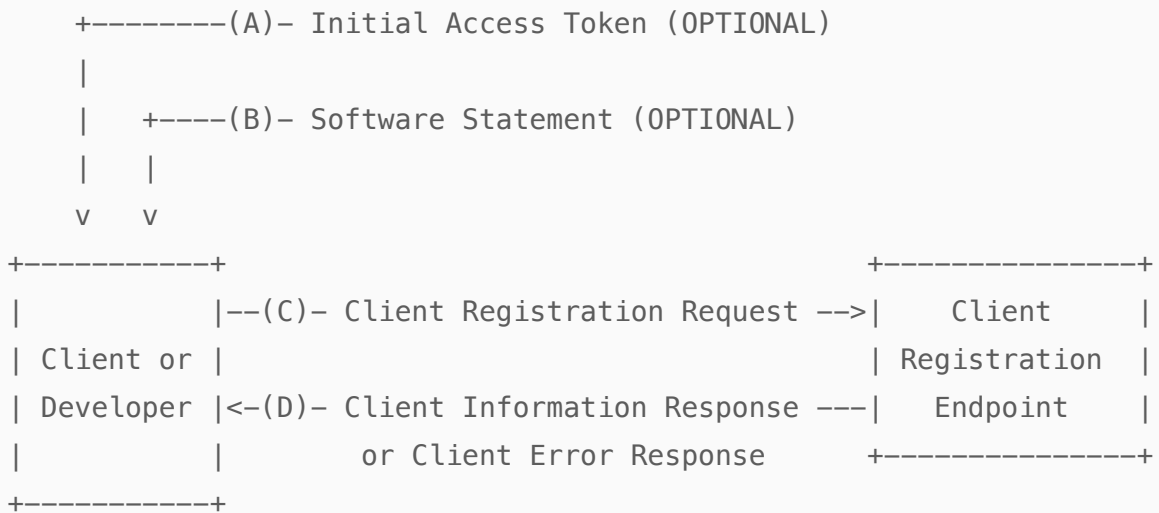 +--------(A)- Initial Access Token (OPTIONAL)
|
|   +----(B)- Software Statement (OPTIONAL)
|   |
v   v
+-----------+                                      +---------------+
|           |--(C)- Client Registration Request -->|    Client     |
| Client or |                                      | Registration  |
| Developer |<-(D)- Client Information Response ---|   Endpoint    |
|           |        or Client Error Response      +---------------+
+-----------+